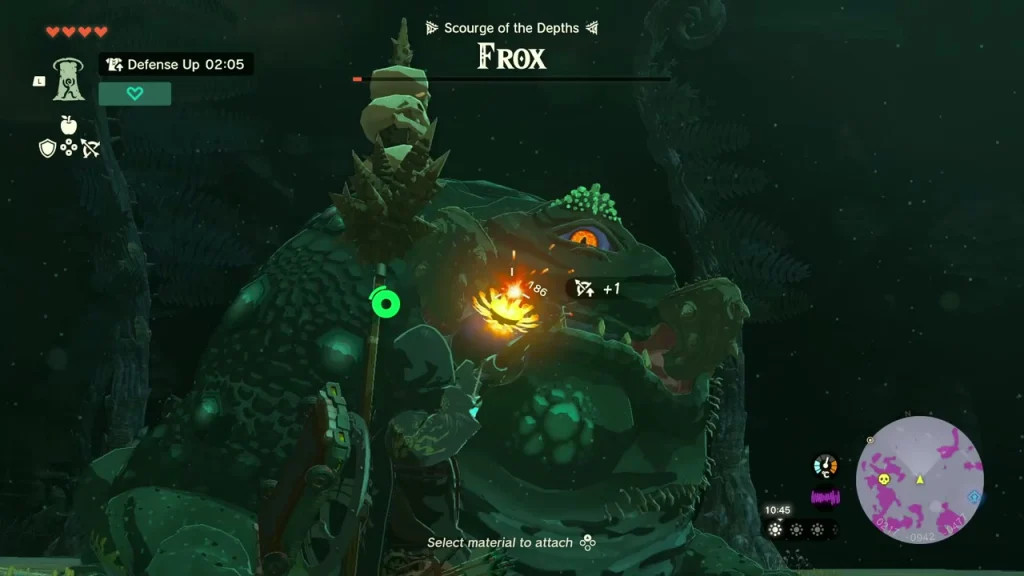 Scourge of the Depths
FROX
L
Defense Up 02:05
186
+1
10:45
Select material to attach
N
-0942